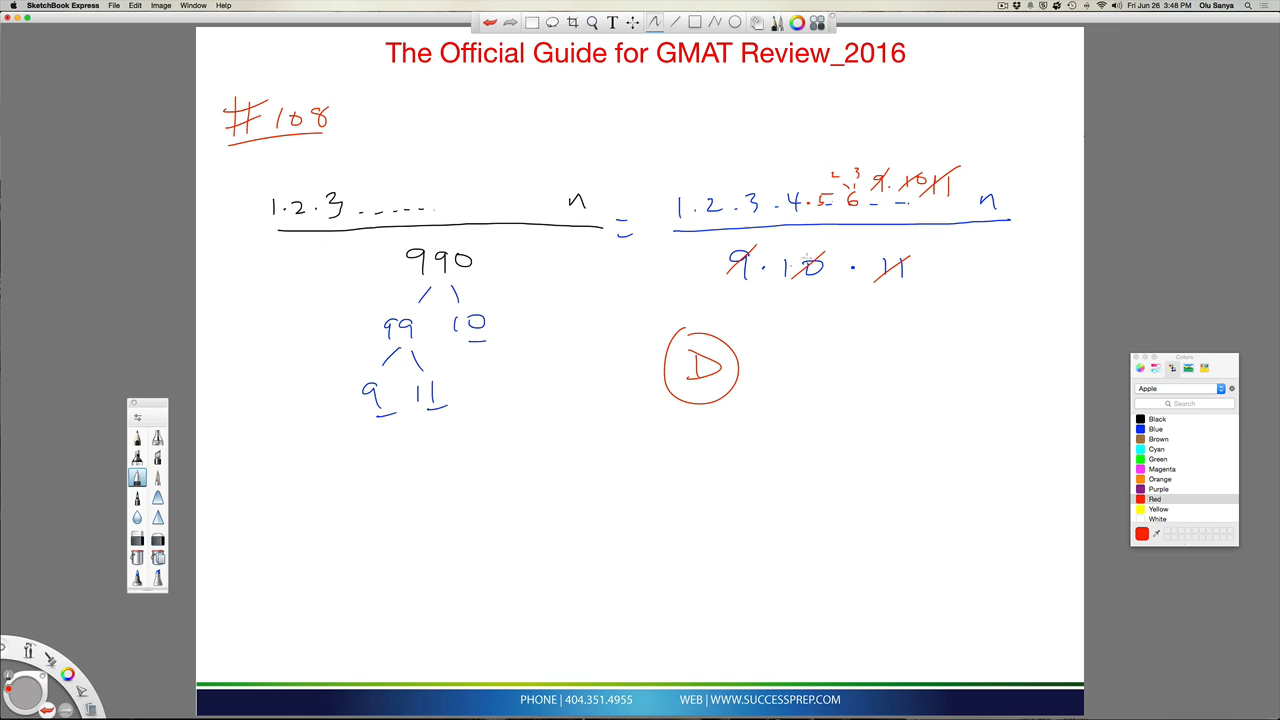 SketchBook Express File Edit Image Window Help
Fri Jun 26 3:48 PM Olu Sanya
The Official Guide for GMAT Review_2016
#108
2 3
9. 10 11
1.2.3 ------. n = 1.2.3.4.5 6 n
990 9.10.11
99 10
9 11
D
Colors
Apple
Search
Black
Blue
Brown
Cyan
Green
Magenta
Orange
Purple
Red
Yellow
White
PHONE | 404.351.4955 WEB | WWW.SUCCESSPREP.COM